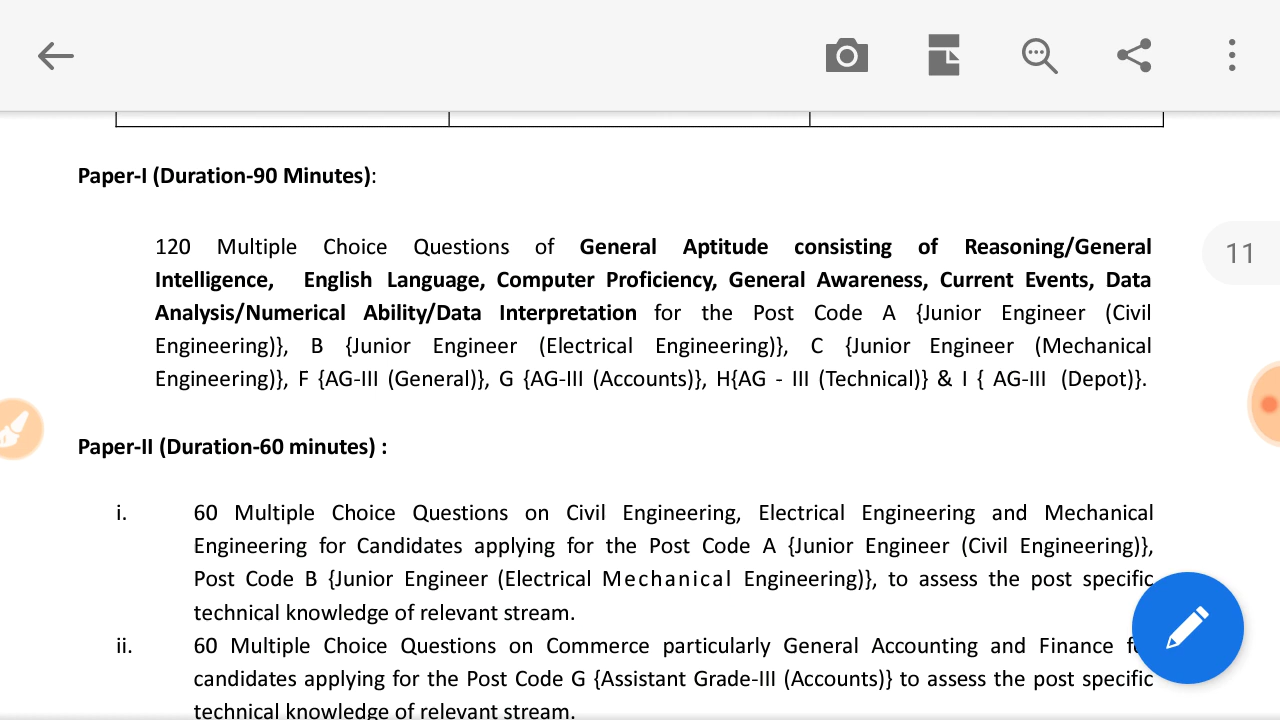 Paper-I (Duration-90 Minutes):
120 Multiple Choice Questions of General Aptitude consisting of Reasoning/General
Intelligence, English Language, Computer Proficiency, General Awareness, Current Events, Data
11
Analysis/Numerical Ability/Data Interpretation for the Post Code A {Junior Engineer (Civil
Engineering)}, B {Junior Engineer (Electrical Engineering)}, C {Junior Engineer (Mechanical
Engineering)}, F {AG-III (General)}, G {AG-III (Accounts)}, H{AG - III (Technical)} & I { AG-III (Depot)}.
Paper-II (Duration-60 minutes) :
i. 60 Multiple Choice Questions on Civil Engineering, Electrical Engineering and Mechanical
Engineering for Candidates applying for the Post Code A {Junior Engineer (Civil Engineering)},
Post Code B {Junior Engineer (Electrical Mechanical Engineering)}, to assess the post specific
technical knowledge of relevant stream.
ii. 60 Multiple Choice Questions on Commerce particularly General Accounting and Finance
candidates applying for the Post Code G {Assistant Grade-III (Accounts)} to assess the post specific
technical knowledge of relevant stream.